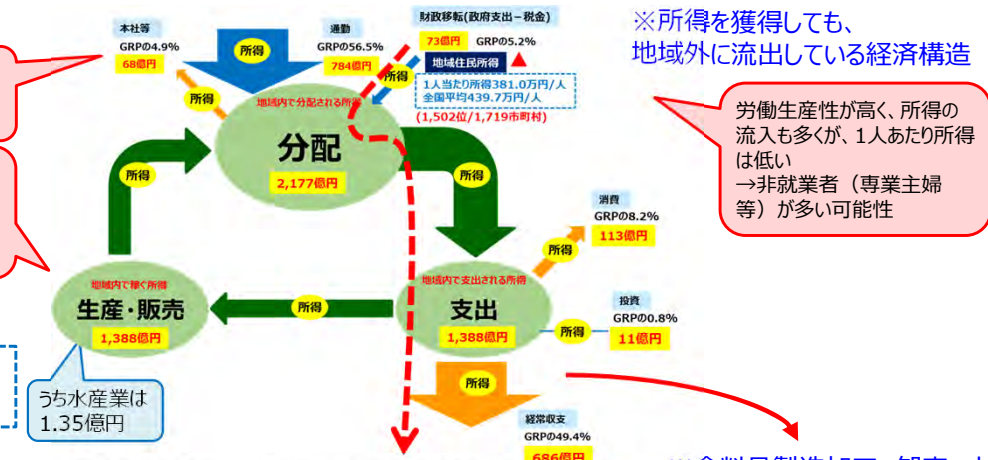 本社等
GRPの4.9%
68億円
所得
所得
通勤
GRPの56.5%
784億円
財政移転(政府支出－税金)
73億円 GRPの5.2%
地域住民所得 ▲
所得
1人当たり所得381.0万円/人
全国平均439.7万円/人
(1,502位/1,719市町村)
※所得を獲得しても、
地域外に流出している経済構造
労働生産性が高く、所得の
流入も多くが、1人あたり所得
は低い
→非就業者（専業主婦
等）が多い可能性
地域内で分配される所得
分配
2,177億円
所得
所得
消費
GRPの8.2%
113億円
所得
地域内で稼ぐ所得
生産・販売
1,388億円
所得
地域内で支出される所得
支出
1,388億円
所得
投資
GRPの0.8%
11億円
うち水産業は
1.35億円
所得
経常収支
GRPの49.4%
686億円